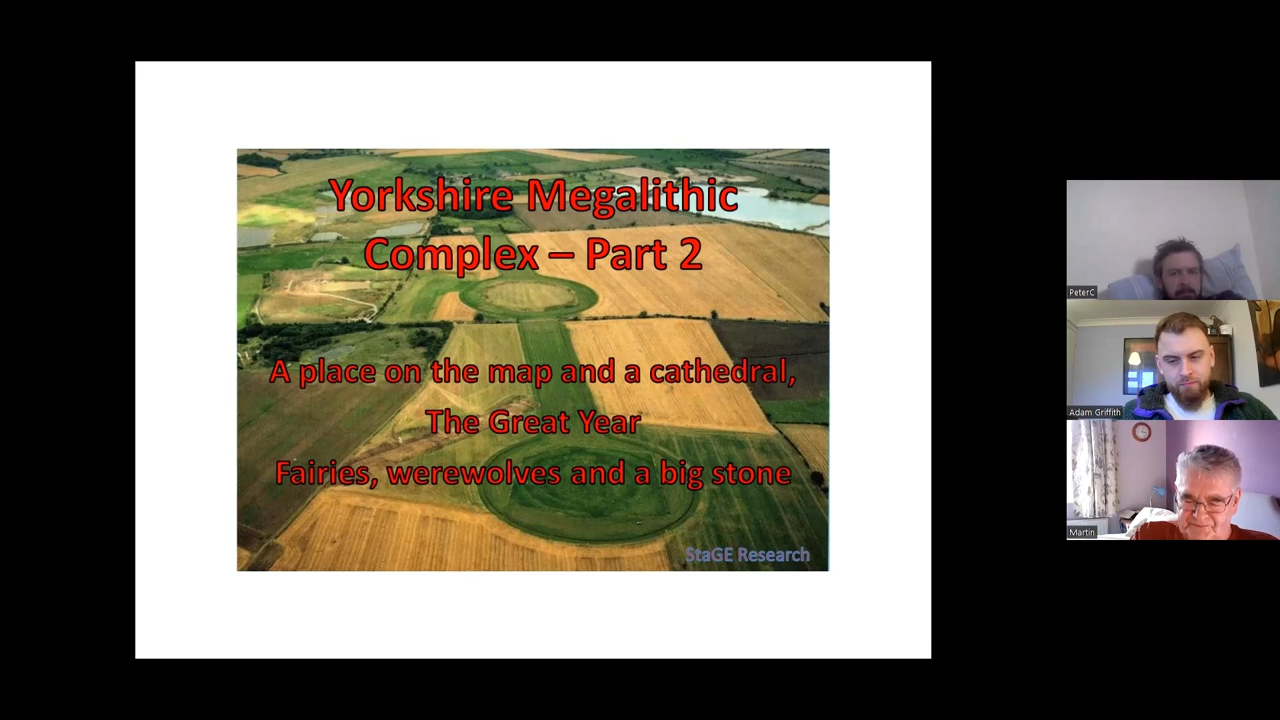 Yorkshire Megalithic
Complex – Part 2
A place on the map and a cathedral,
The Great Year
Fairies, werewolves and a big stone
StaGE Research
PeterC
Adam Griffith
Martin